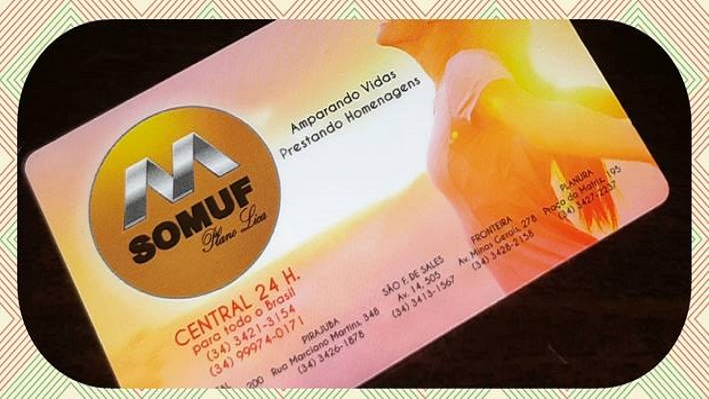 Amparando Vidas
Prestando Homenagens
SOMUF
Plano Lica
CENTRAL 24 H.
para todo o Brasil
(34) 3421-3154
(34) 99974-0171
200
PIRAJUBA
Rua Marciano Martins, 348
(34) 3426-1878
SÃO F. DE SALES
Av. 14, 505
(34) 3413-1567
FRONTEIRA
Av. Minas Gerais, 278
(34) 3428-2158
PLANURA
Praça da Matriz, 195
(34) 3427-2237